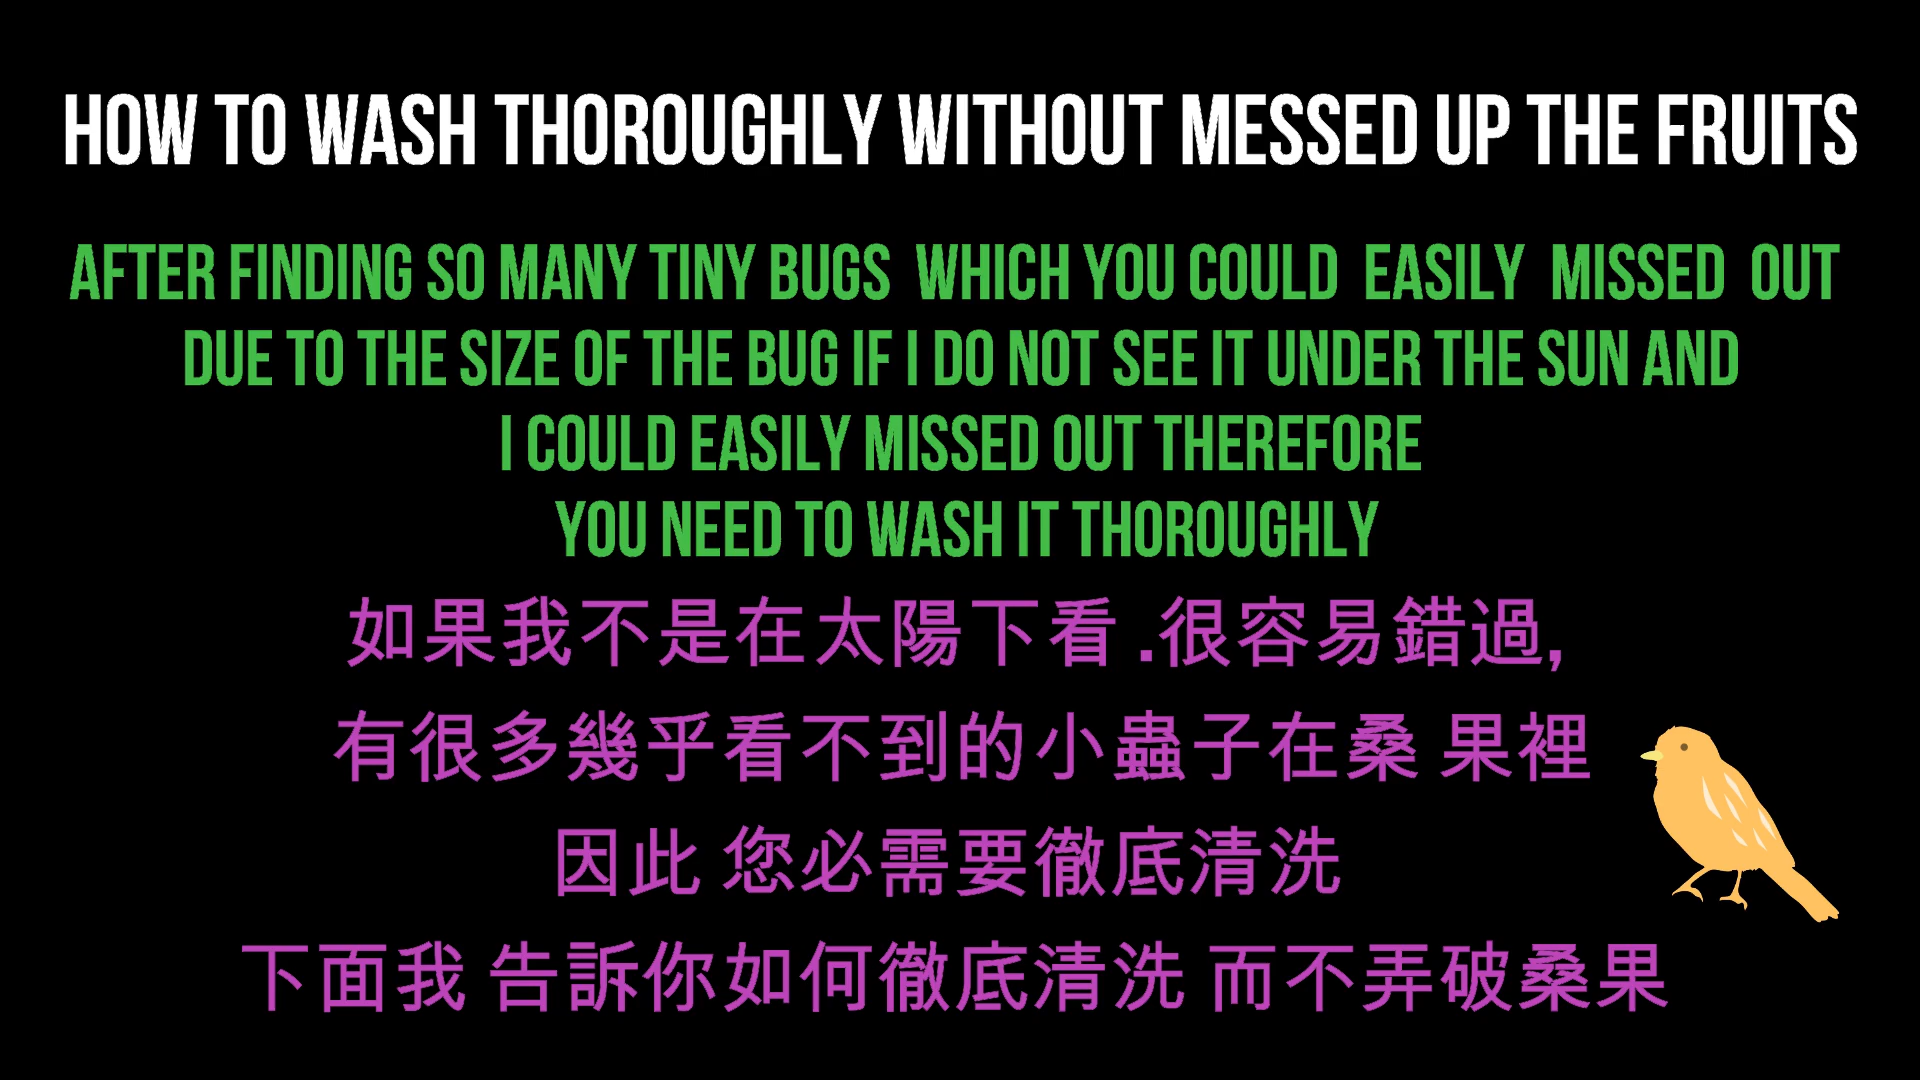 HOW TO WASH THOROUGHLY WITHOUT MESSED UP THE FRUITS
AFTER FINDING SO MANY TINY BUGS WHICH YOU COULD EASILY MISSED OUT
DUE TO THE SIZE OF THE BUG IF I DO NOT SEE IT UNDER THE SUN AND
I COULD EASILY MISSED OUT THEREFORE
YOU NEED TO WASH IT THOROUGHLY
如果我不是在太陽下看 .很容易錯過,
有很多幾乎看不到的小蟲子在桑 果裡
因此 您必需要徹底清洗
下面我 告訴你如何徹底清洗 而不弄破桑果